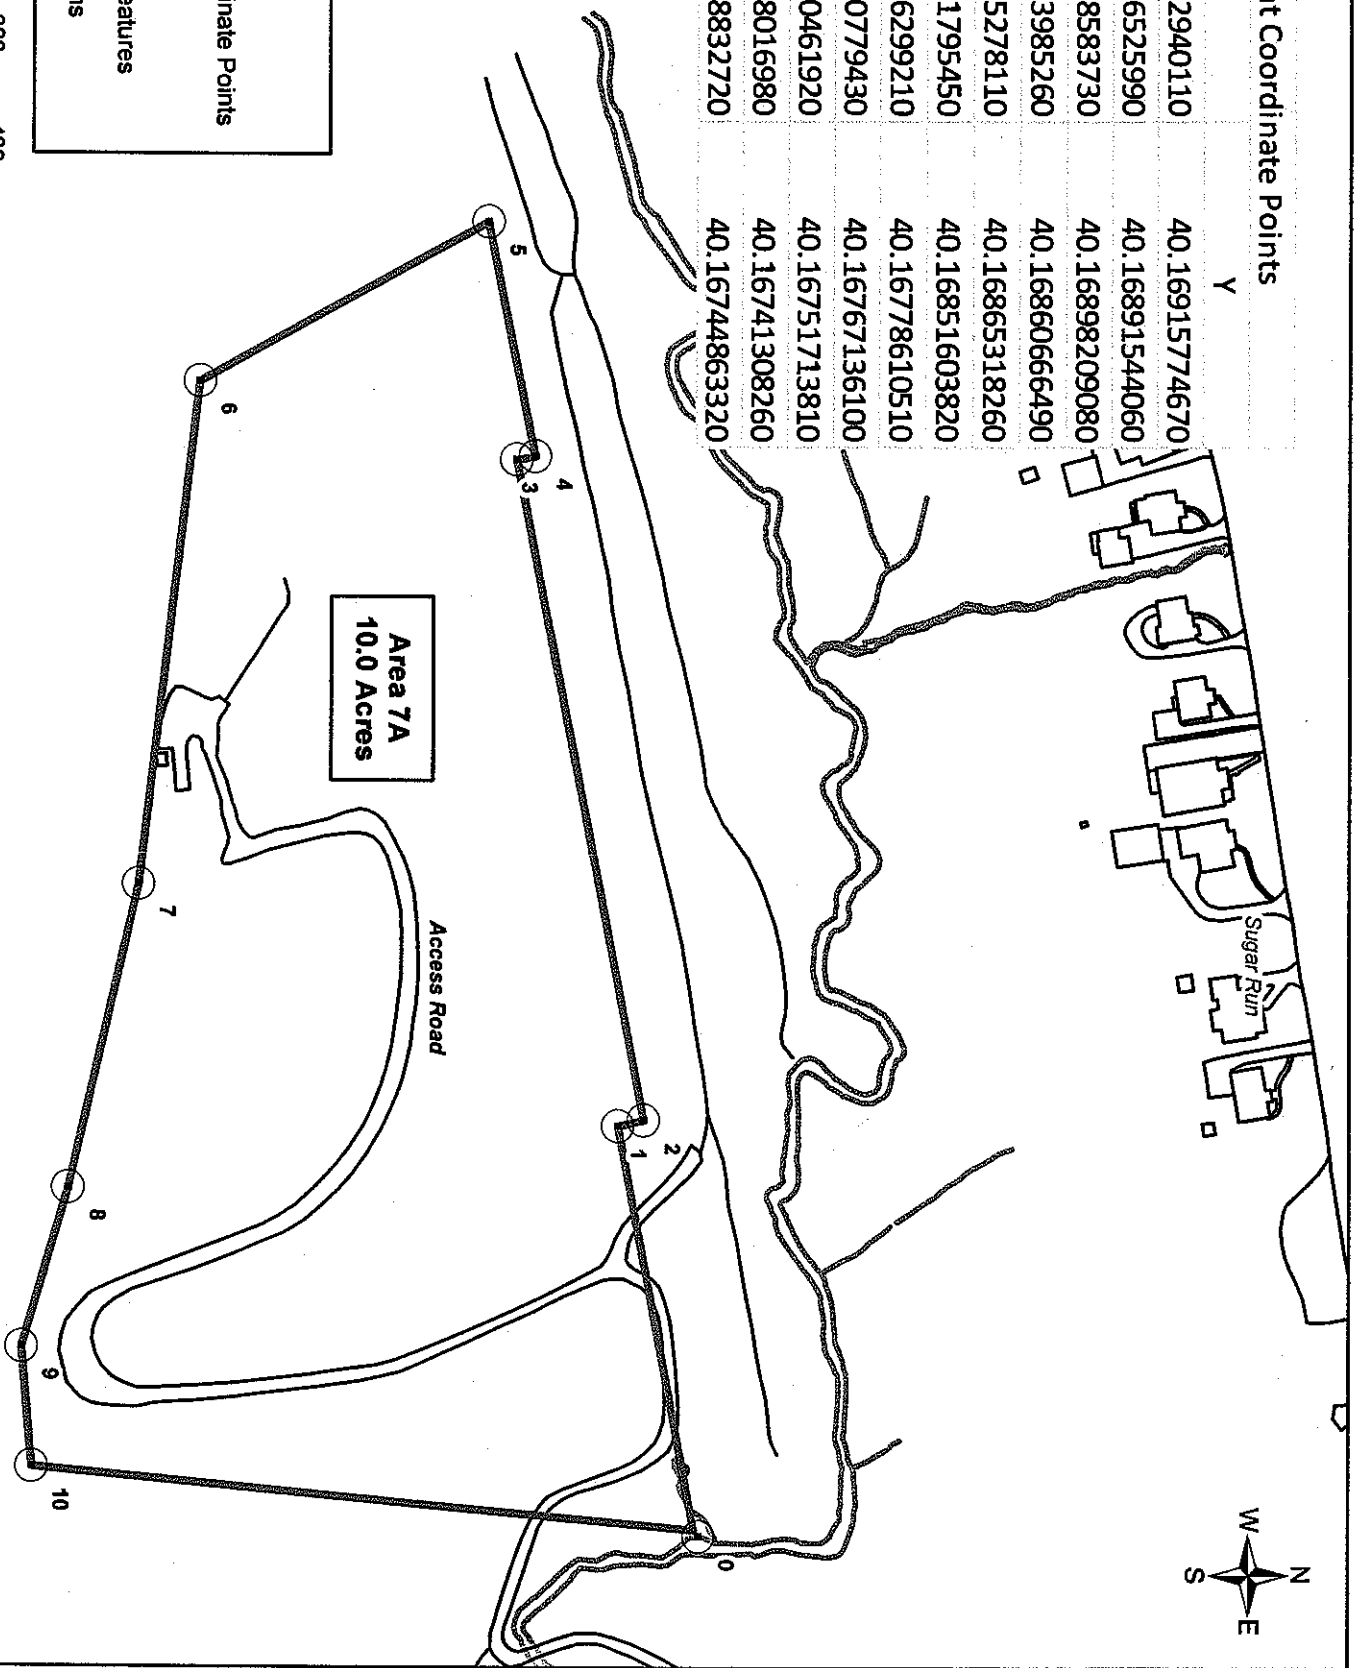 t Coordinate Points
Y
2940110 40.16915774670
6525990 40.16891544060
8583730 40.16898209080
3985260 40.16860666490
5278110 40.16865318260
1795450 40.16851603820
6299210 40.16778610510
0779430 40.16767136100
0461920 40.16751713810
8016980 40.16741308260
8832720 40.16744863320
N
W
E
S
Sugar Run
0
1
2
3
4
5
6
7
8
9
10
Area 7A
10.0 Acres
Access Road
inate Points
eatures
ns